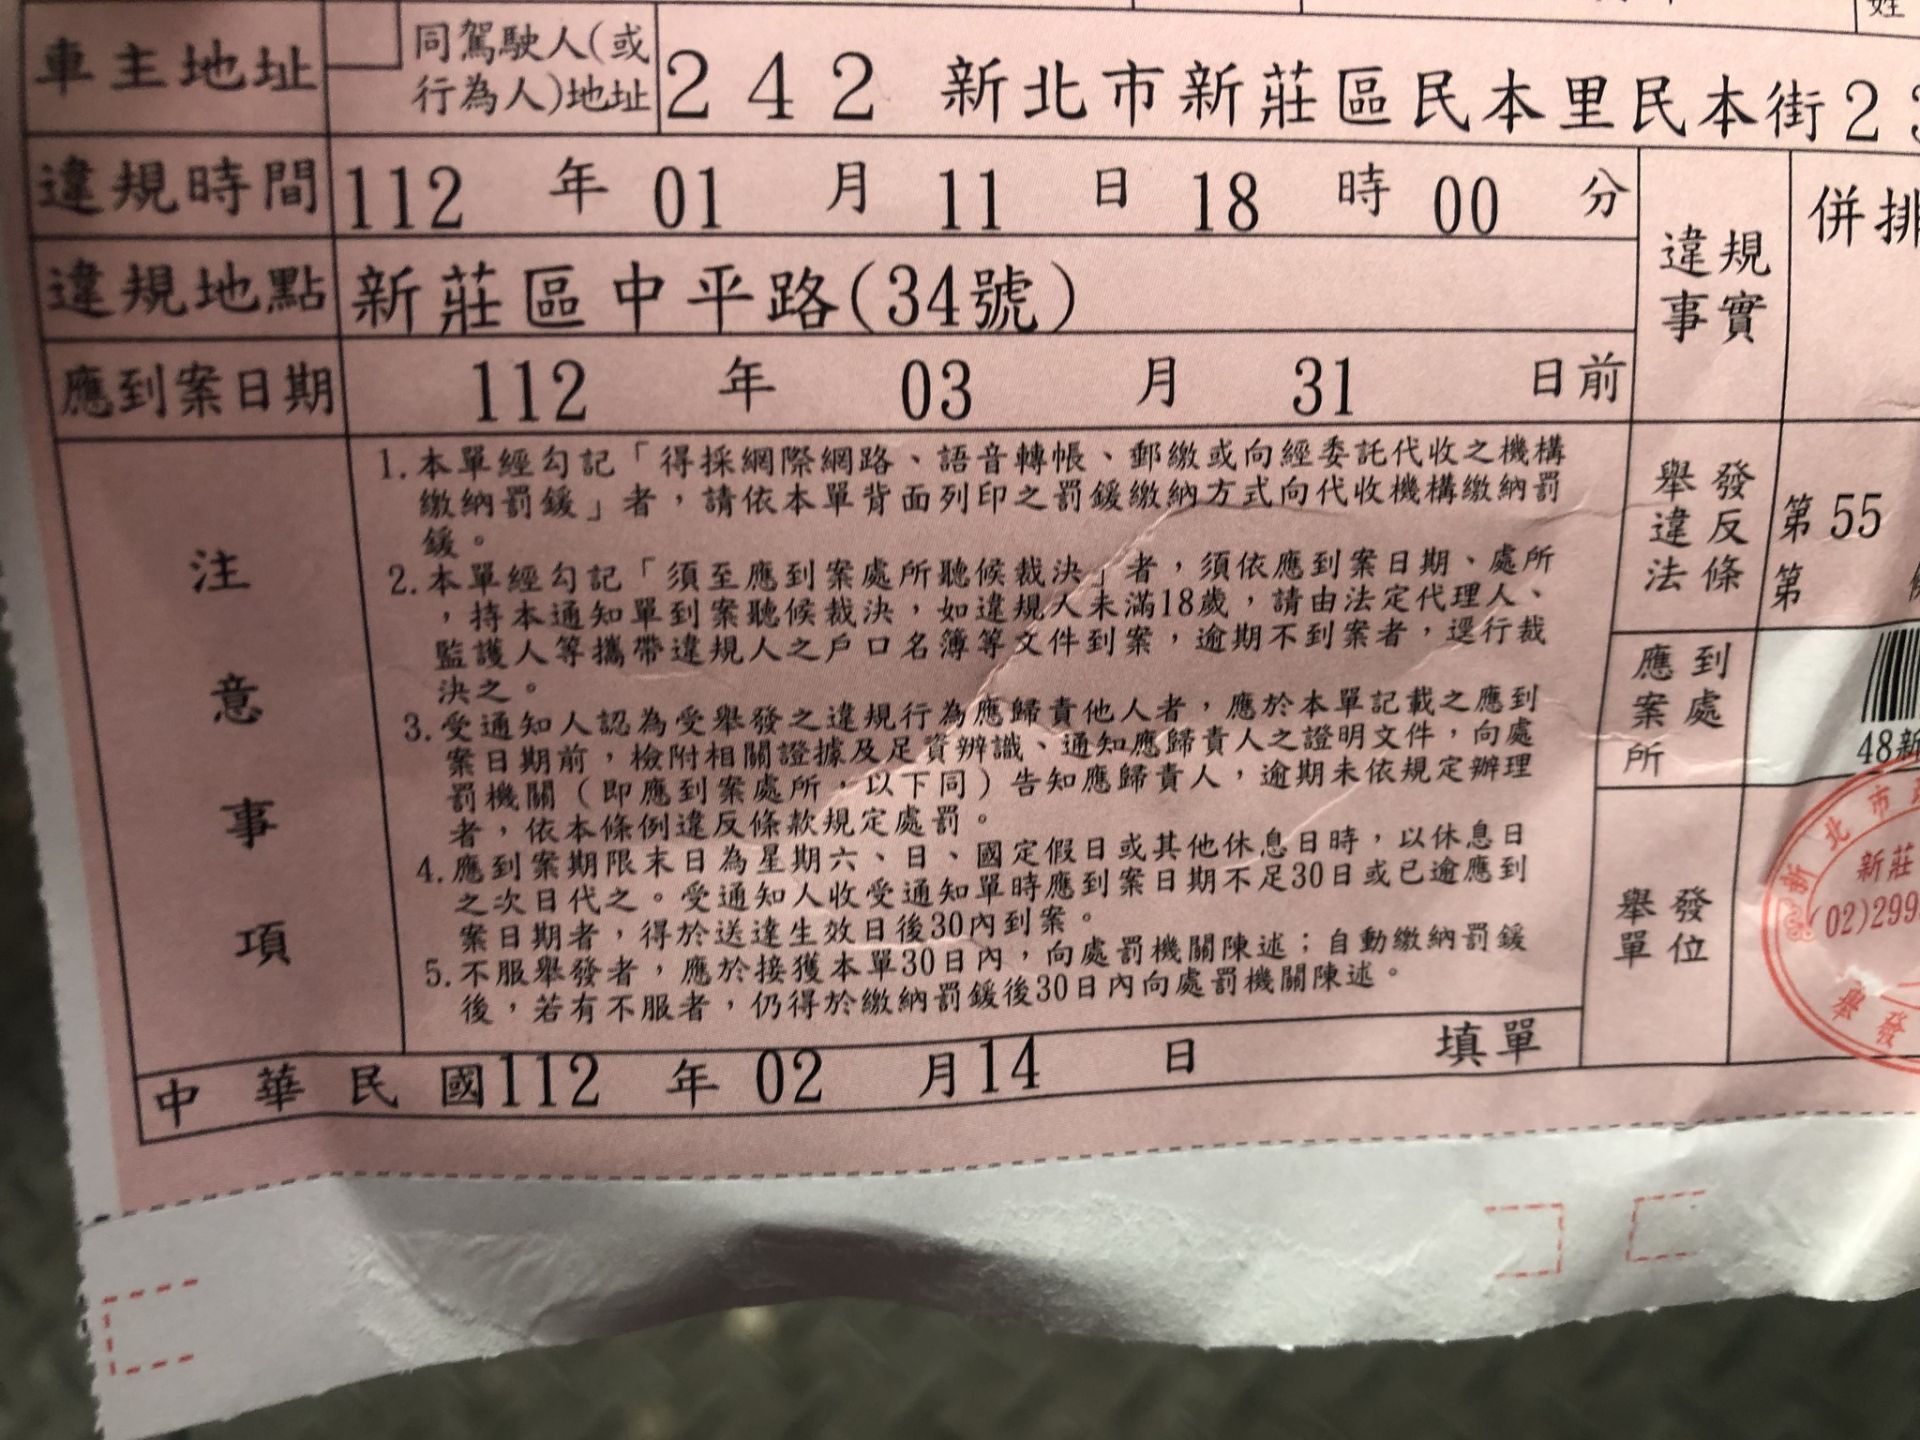 車主地址
同駕駛人(或
行為人)地址
242 新北市新莊區民本里民本街2
違規時間 112 年 01 月 11 日 18 時 00 分
違規地點 新莊區中平路(34號)
應到案日期 112 年 03 月 31 日前
違規
事實
併排
注意事項
1.本單經勾記「得採網際網路、語音轉帳、郵繳或向經委託代收之機構
繳納罰鍰」者，請依本單背面列印之罰鍰繳納方式向代收機構繳納罰
鍰。
2.本單經勾記「須至應到案處所聽候裁決」者，須依應到案日期、處所
，持本通知單到案聽候裁決，如違規人未滿18歲，請由法定代理人、
監護人等攜帶違規人之戶口名簿等文件到案，逾期不到案者，逕行裁
決之。
3.受通知人認為受舉發之違規行為應歸責他人者，應於本單記載之應到
案日期前，檢附相關證據及足資辨識、通知應歸責人之證明文件，向處
罰機關（即應到案處所，以下同）告知應歸責人，逾期未依規定辦理
者，依本條例違反條款規定處罰。
4.應到案期限末日為星期六、日、國定假日或其他休息日時，以休息日
之次日代之。受通知人收受通知單時應到案日期不足30日或已逾應到
案日期者，得於送達生效日後30內到案。
5.不服舉發者，應於接獲本單30日內，向處罰機關陳述；自動繳納罰鍰
後，若有不服者，仍得於繳納罰鍰後30日內向處罰機關陳述。
舉發
違反
法條
第55
第
應到
案處
所
48新
舉發
單位
新北市
新莊
(02)299
舉發
中華民國112 年 02 月14 日 填單